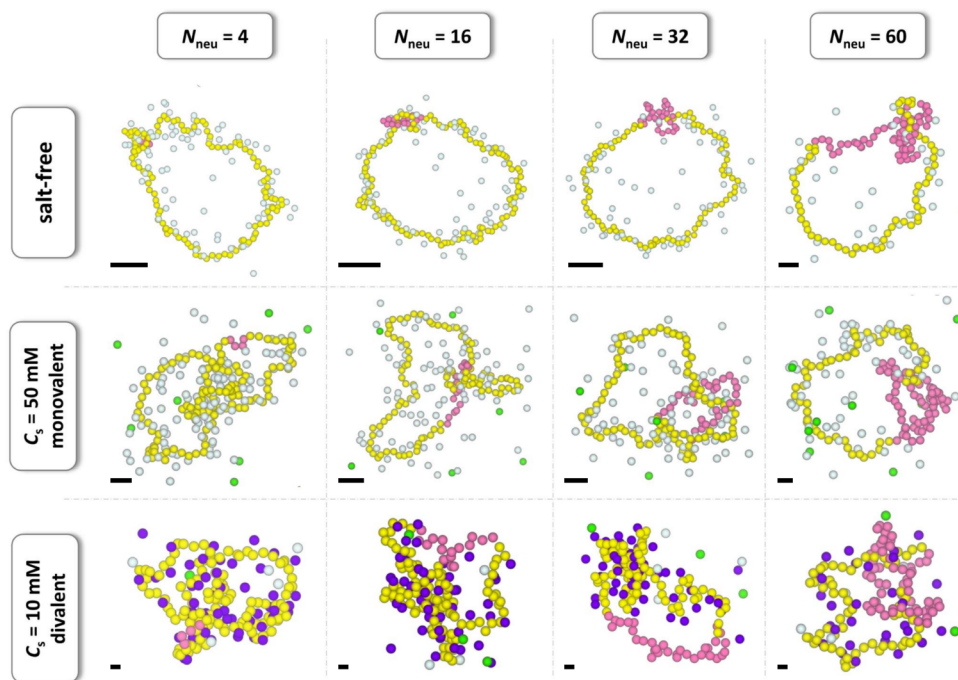 N_neu = 4
N_neu = 16
N_neu = 32
N_neu = 60
salt-free
C_s = 50 mM
monovalent
C_s = 10 mM
divalent